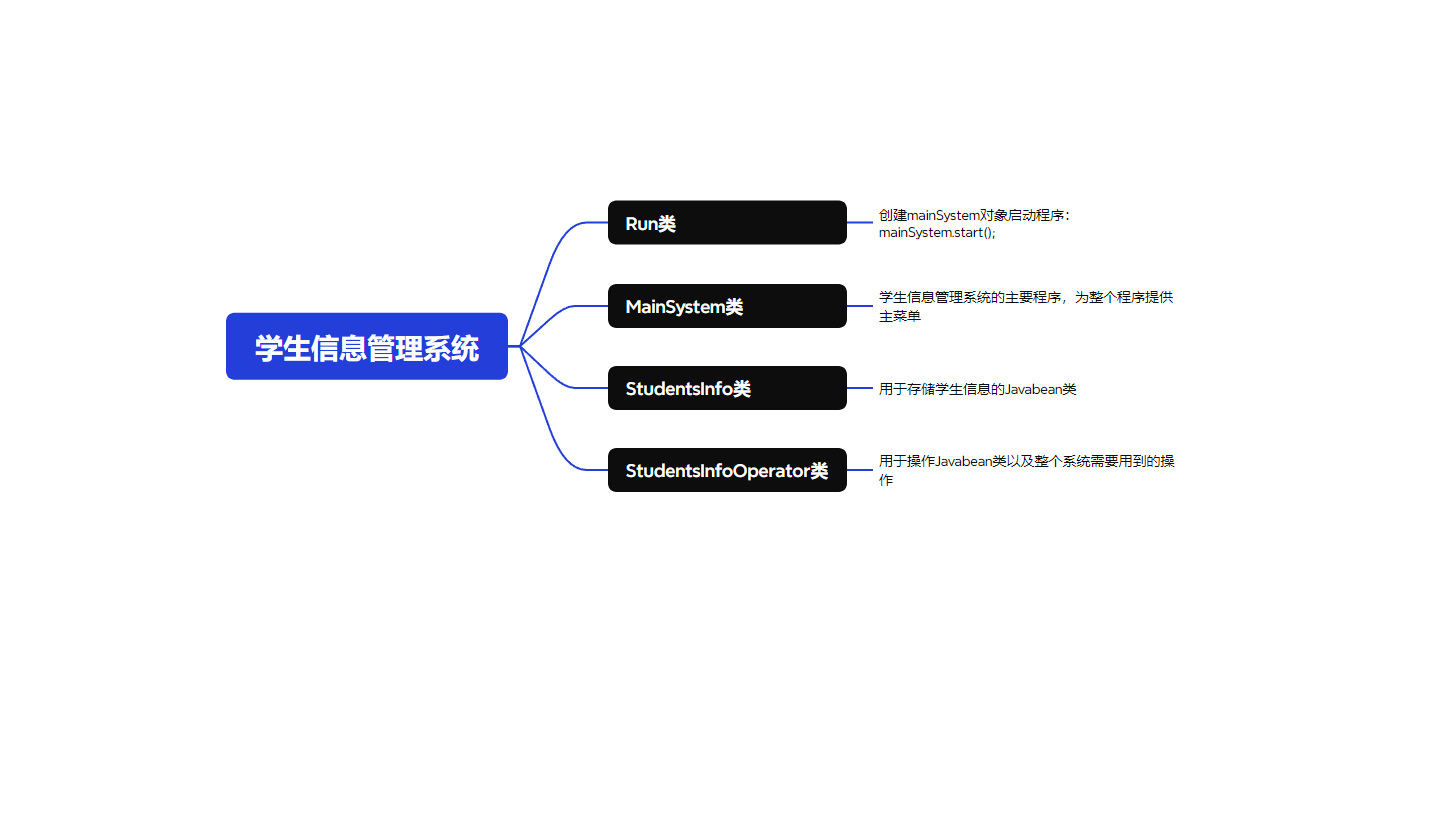 学生信息管理系统
Run类
创建mainSystem对象启动程序：
mainSystem.start();
MainSystem类
学生信息管理系统的主要程序，为整个程序提供
主菜单
StudentsInfo类
用于存储学生信息的Javabean类
StudentsInfoOperator类
用于操作Javabean类以及整个系统需要用到的操
作